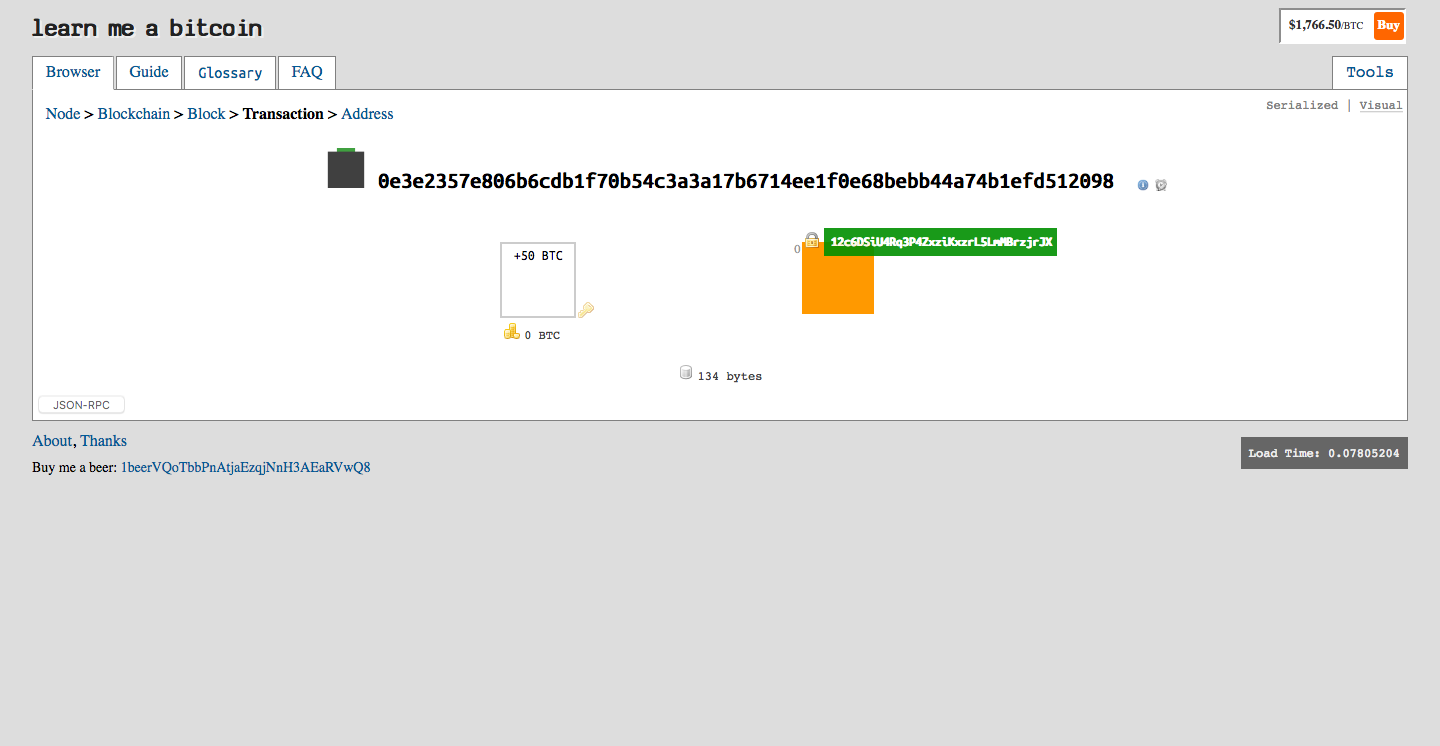 learn me a bitcoin
$1,766.50/BTC Buy
Browser Guide Glossary FAQ Tools
Node > Blockchain > Block > Transaction > Address
Serialized | Visual
0e3e2357e806b6cdb1f70b54c3a3a17b6714ee1f0e68bebb44a74b1efd512098
+50 BTC
0
12c6DSiU4Rq3P4ZxziKxzrL5LmMBrzjrJX
0 BTC
134 bytes
JSON-RPC
About, Thanks
Load Time: 0.07805204
Buy me a beer: 1beerVQoTbbPnAtjaEzqjNnH3AEaRVwQ8